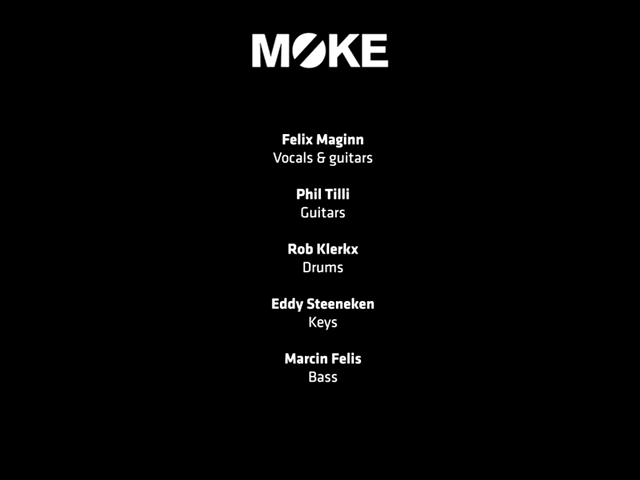 MOKE
Felix Maginn
Vocals & guitars
Phil Tilli
Guitars
Rob Klerkx
Drums
Eddy Steeneken
Keys
Marcin Felis
Bass